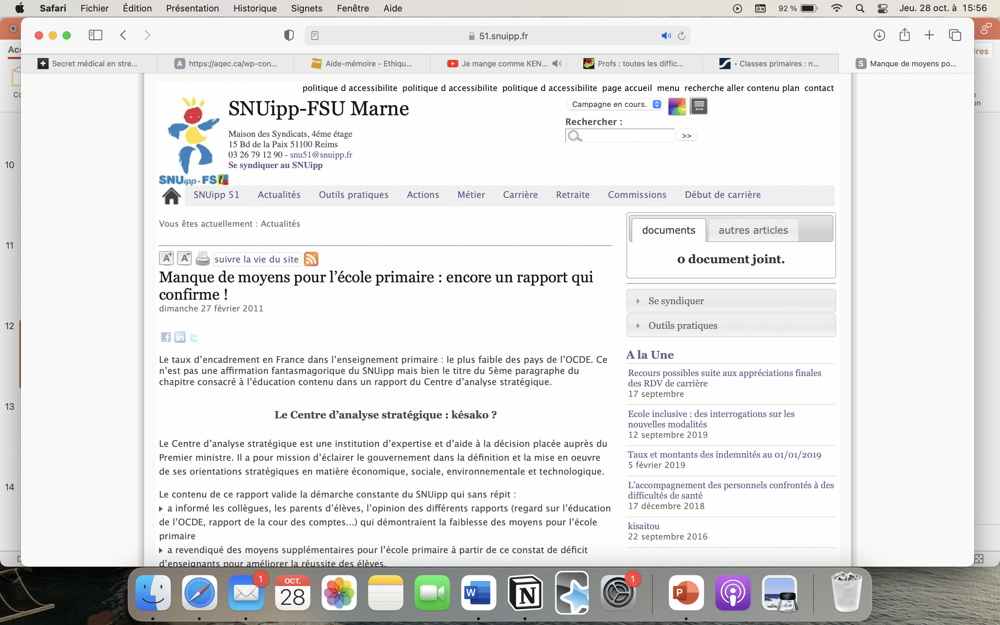 Safari Fichier Édition Présentation Historique Signets Fenêtre Aide 92 % Jeu. 28 oct. à 15:56
51.snuipp.fr
Secret médical en stre... A https://aqec.ca/wp-con... fnac Aide-mémoire - Ethiqu... Je mange comme KEN... Profs : toutes les diffic... • Classes primaires : n... S Manque de moyens po...
politique d accessibilite politique d accessibilite politique d accessibilite page accueil menu recherche aller contenu plan contact
SNUipp-FSU Marne
Campagne en cours.
Rechercher :
>>
Maison des Syndicats, 4éme étage
15 Bd de la Paix 51100 Reims
03 26 79 12 90 - snu51@snuipp.fr
Se syndiquer au SNUipp
SNUipp-FSU
SNUipp 51 Actualités Outils pratiques Actions Métier Carrière Retraite Commissions Début de carrière
Vous êtes actuellement : Actualités
A+ A- suivre la vie du site
Manque de moyens pour l’école primaire : encore un rapport qui
confirme !
dimanche 27 février 2011
Le taux d’encadrement en France dans l’enseignement primaire : le plus faible des pays de l’OCDE. Ce
n’est pas une affirmation fantasmagorique du SNUipp mais bien le titre du 5ème paragraphe du
chapitre consacré à l’éducation contenu dans un rapport du Centre d’analyse stratégique.
Le Centre d’analyse stratégique : késako ?
Le Centre d’analyse stratégique est une institution d’expertise et d’aide à la décision placée auprès du
Premier ministre. Il a pour mission d’éclairer le gouvernement dans la définition et la mise en oeuvre
de ses orientations stratégiques en matière économique, sociale, environnementale et technologique.
Le contenu de ce rapport valide la démarche constante du SNUipp qui sans répit :
a informé les collègues, les parents d’élèves, l’opinion des différents rapports (regard sur l’éducation
de l’OCDE, rapport de la cour des comptes...) qui démontraient la faiblesse des moyens pour l’école
primaire
a revendiqué des moyens supplémentaires pour l’école primaire à partir de ce constat de déficit
d’enseignants pour améliorer la réussite des élèves.
documents autres articles
0 document joint.
Se syndiquer
Outils pratiques
A la Une
Recours possibles suite aux appréciations finales
des RDV de carrière
17 septembre
Ecole inclusive : des interrogations sur les
nouvelles modalités
12 septembre 2019
Taux et montants des indemnités au 01/01/2019
5 février 2019
L’accompagnement des personnels confrontés à des
difficultés de santé
17 décembre 2018
kisaitou
22 septembre 2016
10
11
12
13
14
1
OCT.
28
W
N
1
P